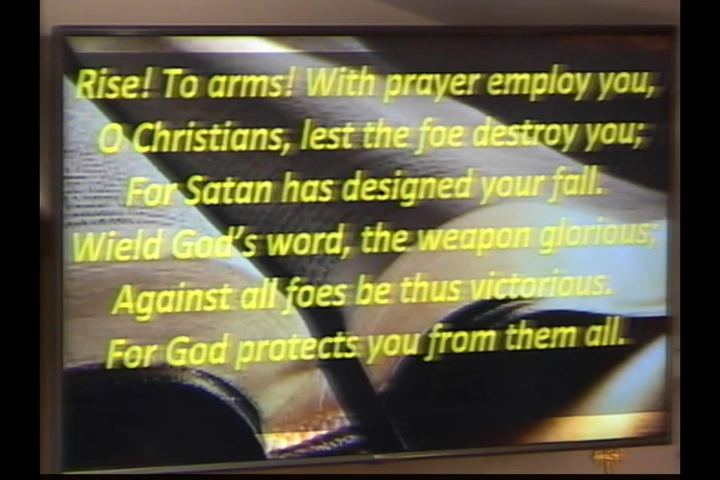 Rise! To arms! With prayer employ you,
O Christians, lest the foe destroy you;
For Satan has designed your fall.
Wield God's word, the weapon glorious;
Against all foes be thus victorious.
For God protects you from them all.